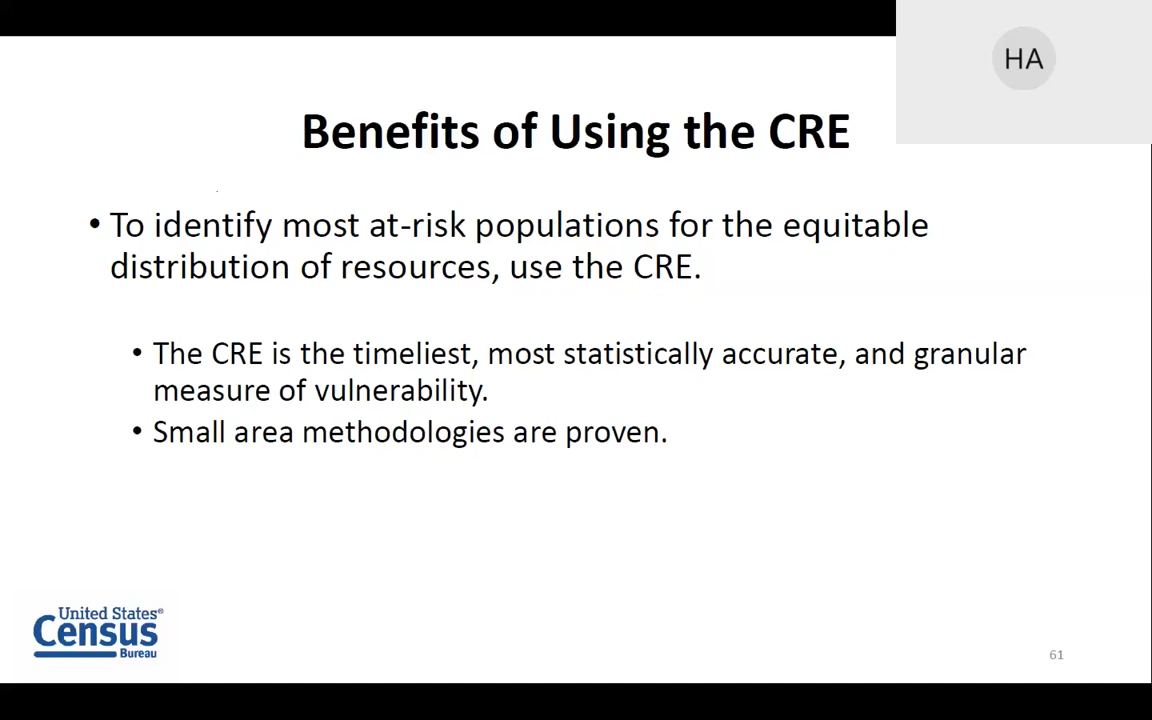 HA
Benefits of Using the CRE
• To identify most at-risk populations for the equitable
distribution of resources, use the CRE.
• The CRE is the timeliest, most statistically accurate, and granular
measure of vulnerability.
• Small area methodologies are proven.
United States®
Census
Bureau
61